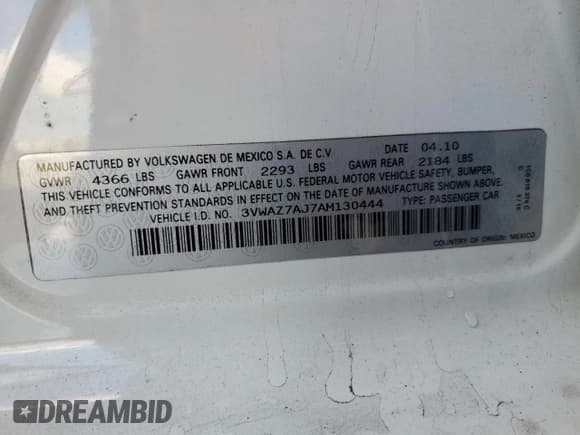 MANUFACTURED BY VOLKSWAGEN DE MEXICO S.A. DE C.V DATE 04.10
GVWR 4366 LBS GAWR FRONT 2293 LBS GAWR REAR 2184 LBS
THIS VEHICLE CONFORMS TO ALL APPLICABLE U.S. FEDERAL MOTOR VEHICLE SAFETY, BUMPER,
AND THEFT PREVENTION STANDARDS IN EFFECT ON THE DATE OF MANUFACTURE SHOWN ABOVE.
VEHICLE I.D. NO. 3VWAZ7AJ7AM130444 TYPE: PASSENGER CAR
COUNTRY OF ORIGIN: MEXICO
DREAMBID